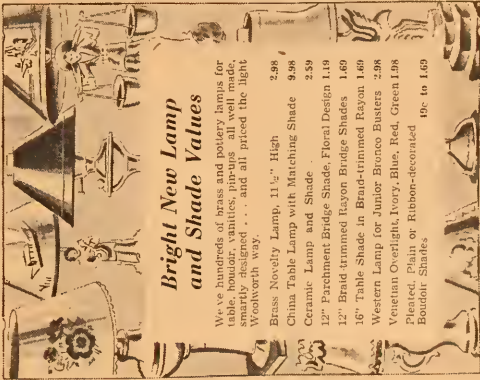 Bright New Lamp
and Shade Values
We've hundreds of brass and pottery lamps for
table, boudoir, vanities, pin-ups all well made,
smartly designed . . . and all priced the light
Woolworth way.
Brass Novelty Lamp, 11½" High 2.98
China Table Lamp with Matching Shade 9.98
Ceramic Lamp and Shade 2.59
12" Parchment Bridge Shade, Floral Design 1.19
12" Braid-trimmed Rayon Bridge Shades 1.69
16" Table Shade in Braid-trimmed Rayon 1.69
Western Lamp for Junior Bronco Busters 2.98
Venetian Overlight, Ivory, Blue, Red, Green 1.98
Pleated, Plain or Ribbon-decorated
Boudoir Shades 49c to 1.69